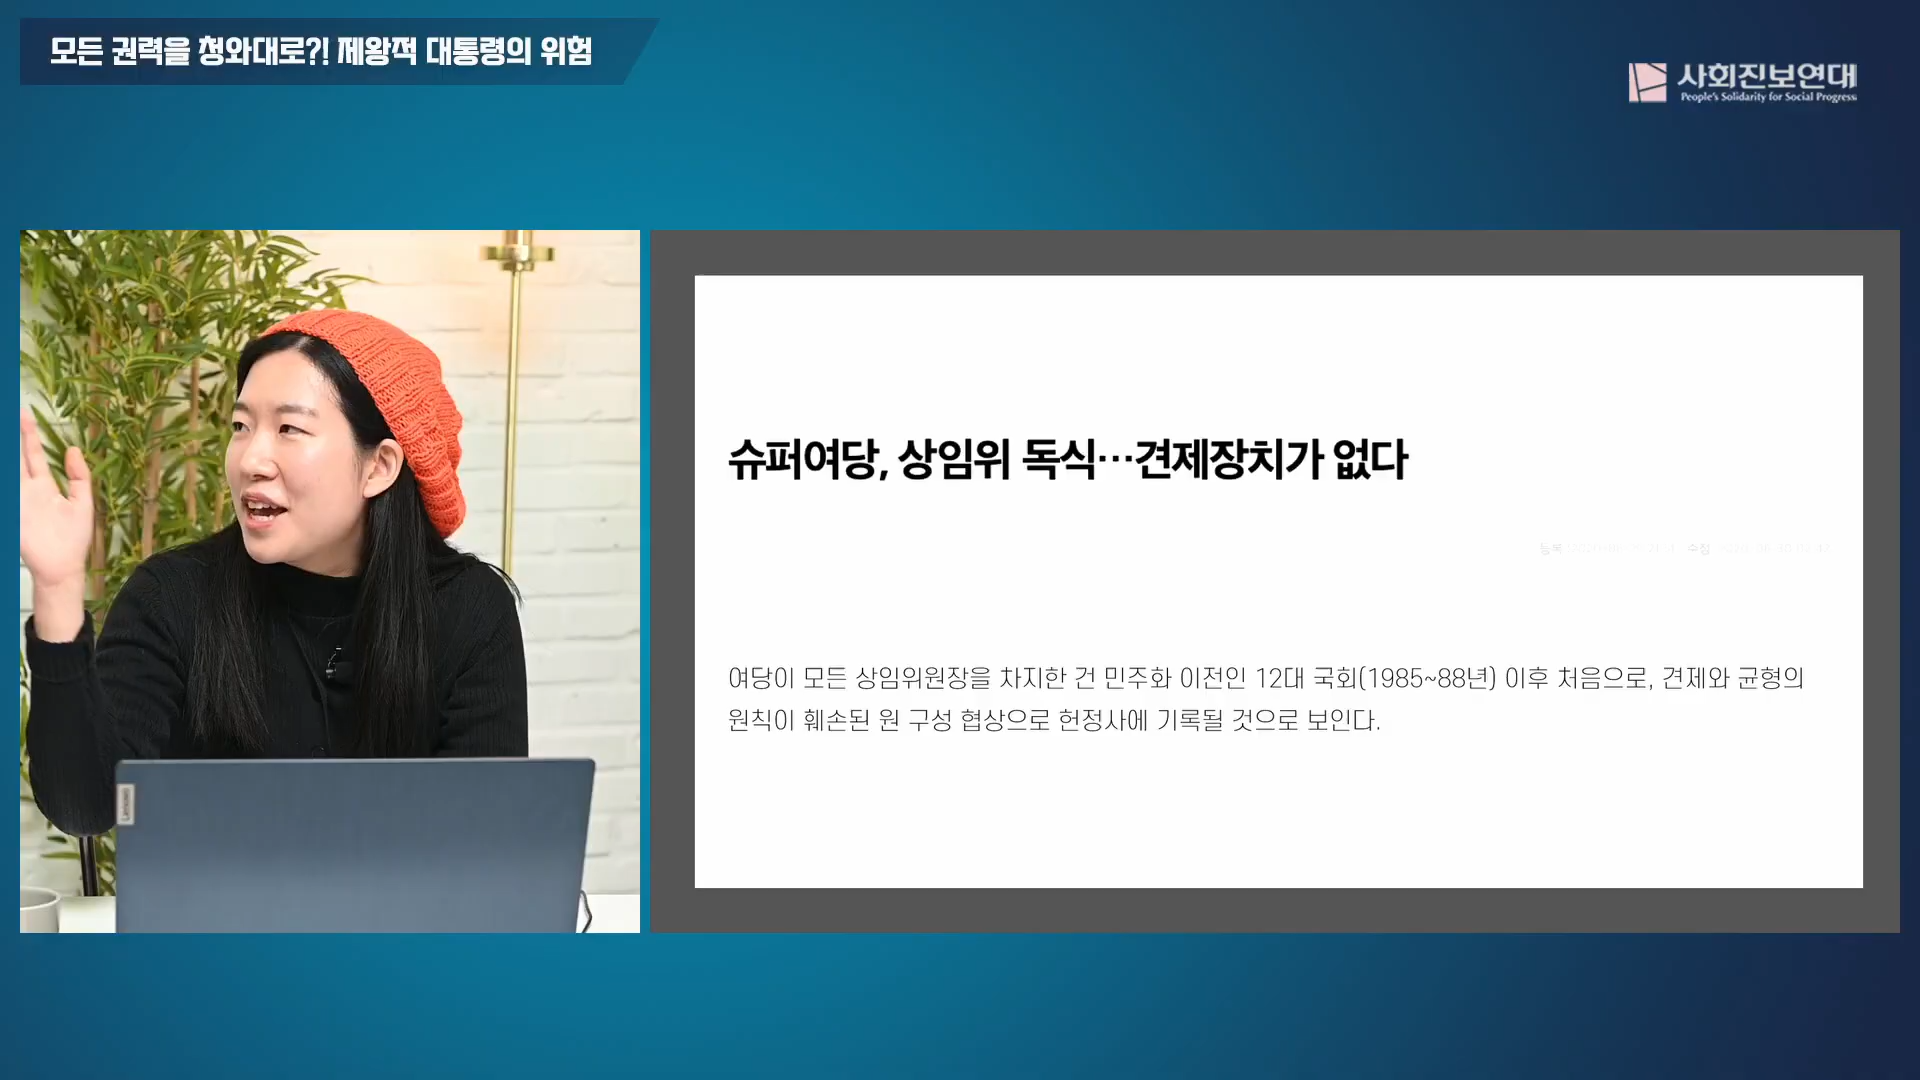 모든 권력을 청와대로?! 제왕적 대통령의 위험
사회진보연대
People's Solidarity for Social Progress
슈퍼여당, 상임위 독식…견제장치가 없다
등록
수정
여당이 모든 상임위원장을 차지한 건 민주화 이전인 12대 국회(1985~88년) 이후 처음으로, 견제와 균형의
원칙이 훼손된 원 구성 협상으로 헌정사에 기록될 것으로 보인다.
Lenovo